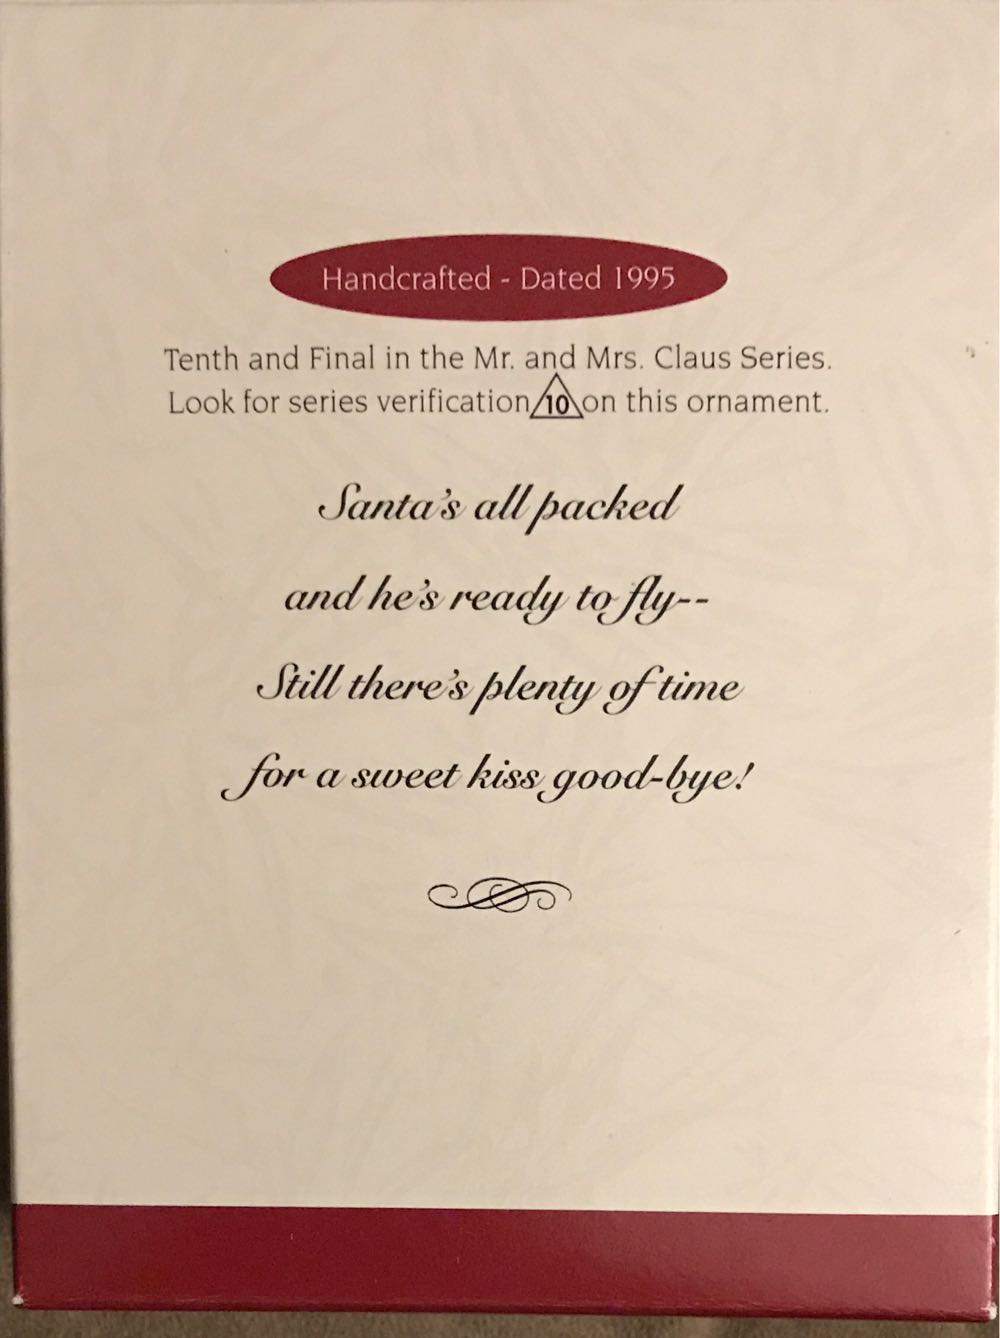 Handcrafted - Dated 1995
Tenth and Final in the Mr. and Mrs. Claus Series.
Look for series verification 10 on this ornament.
Santa's all packed
and he's ready to fly--
Still there's plenty of time
for a sweet kiss good-bye!